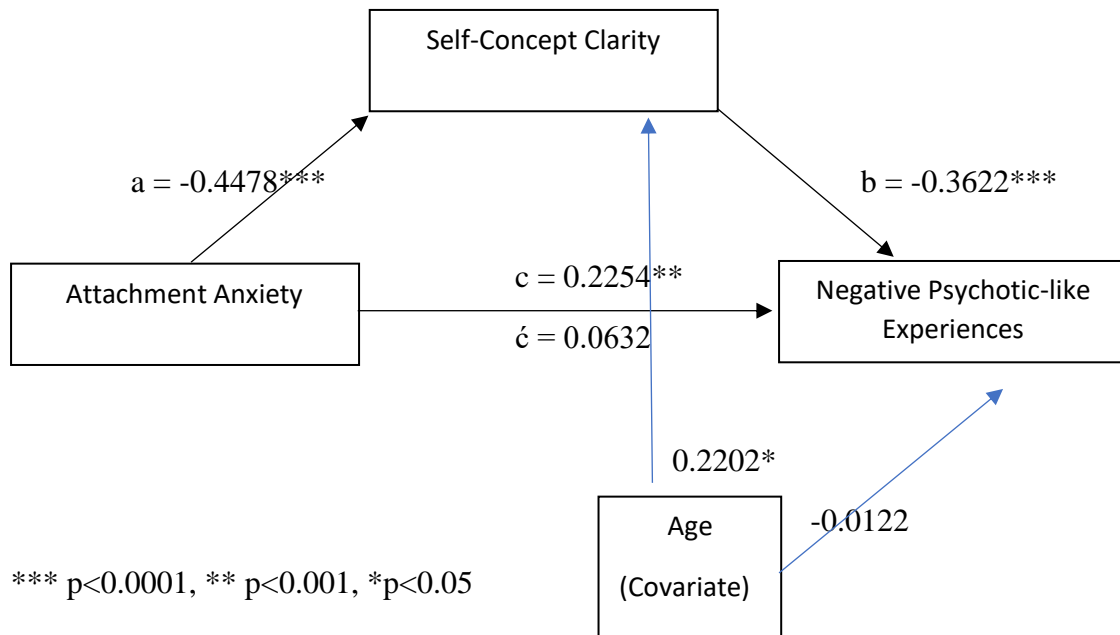 Self-Concept Clarity
a = -0.4478***
b = -0.3622***
Attachment Anxiety
c = 0.2254**
ć = 0.0632
Negative Psychotic-like
Experiences
0.2202*
Age
(Covariate)
-0.0122
*** p<0.0001, ** p<0.001, *p<0.05